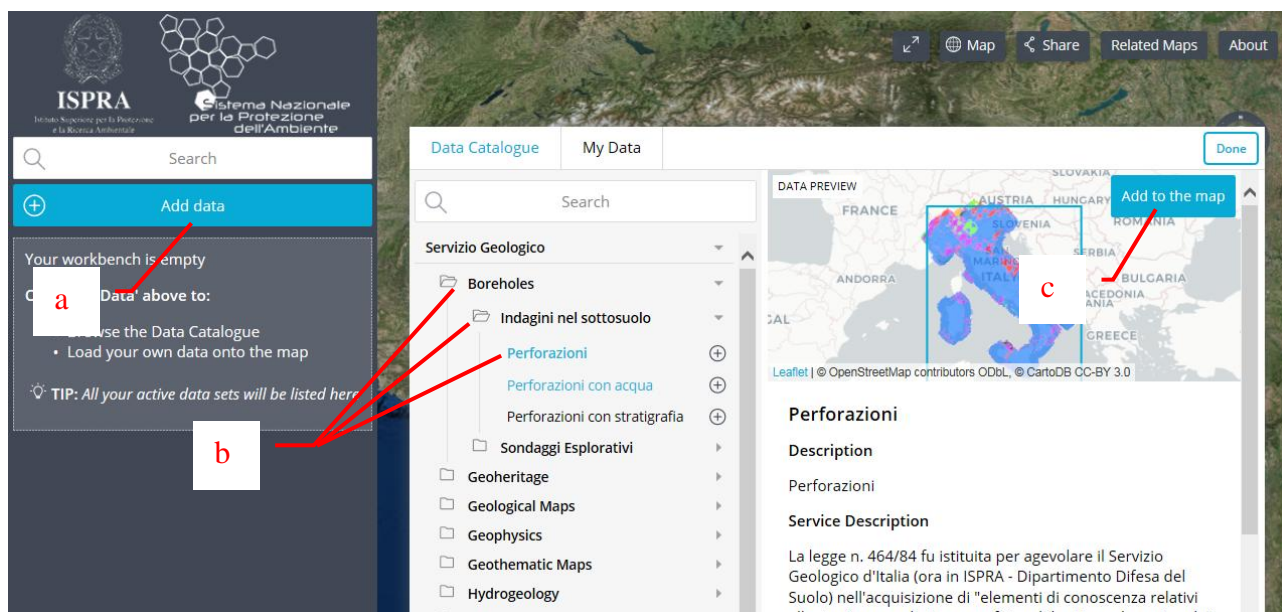 ISPRA
Istituto Superiore per la Protezione
e la Ricerca Ambientale
Sistema Nazionale
per la Protezione
dell'Ambiente
Search
Add data
Your workbench is empty
Data' above to:
Browse the Data Catalogue
• Load your own data onto the map
TIP: All your active data sets will be listed here
a
b
Map
Share
Related Maps
About
Data Catalogue
My Data
Done
Search
Servizio Geologico
Boreholes
Indagini nel sottosuolo
Perforazioni
Perforazioni con acqua
Perforazioni con stratigrafia
Sondaggi Esplorativi
Geoheritage
Geological Maps
Geophysics
Geothematic Maps
Hydrogeology
DATA PREVIEW
Add to the map
SLOVAKIA
FRANCE
AUSTRIA
HUNGARY
SLOVENIA
ROMANIA
SAN
MARINO
SERBIA
ANDORRA
ITALY
BULGARIA
GREECE
c
Leaflet | © OpenStreetMap contributors ODbL, © CartoDB CC-BY 3.0
Perforazioni
Description
Perforazioni
Service Description
La legge n. 464/84 fu istituita per agevolare il Servizio
Geologico d'Italia (ora in ISPRA - Dipartimento Difesa del
Suolo) nell'acquisizione di "elementi di conoscenza relativi